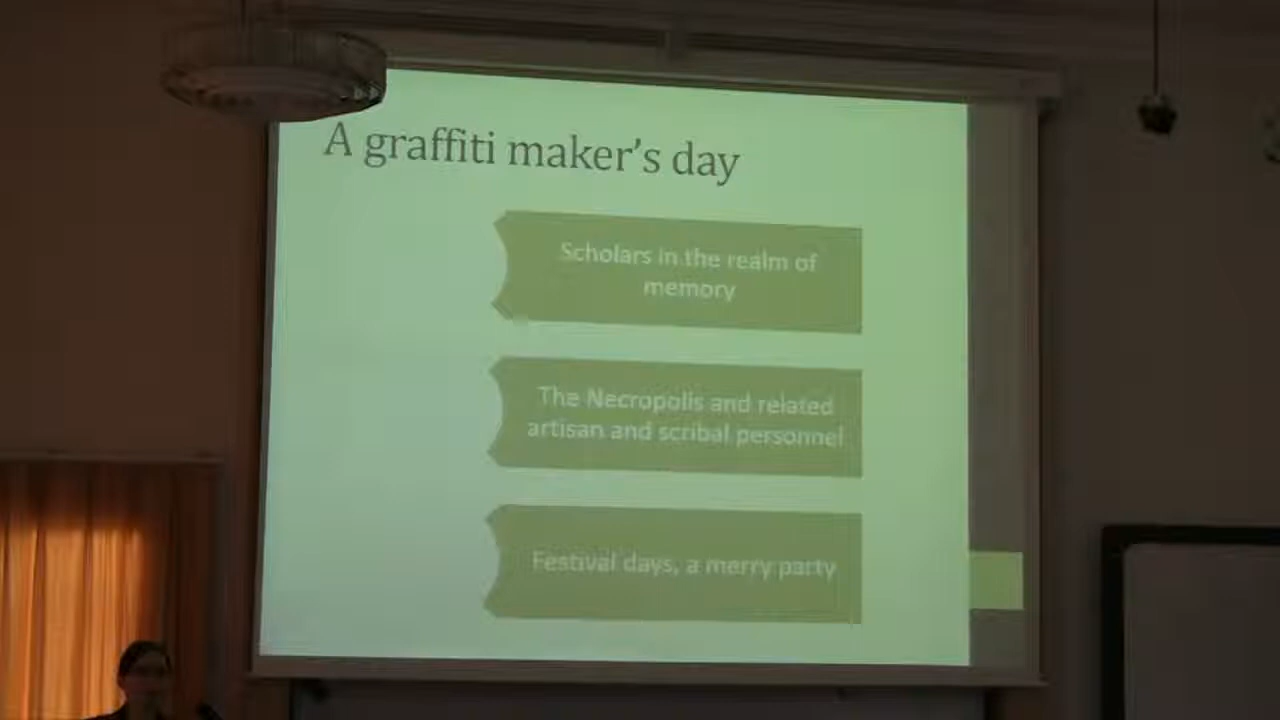 A graffiti maker's day
Scholars in the realm of
memory
The Necropolis and related
artisan and scribal personnel
Festival days, a merry party